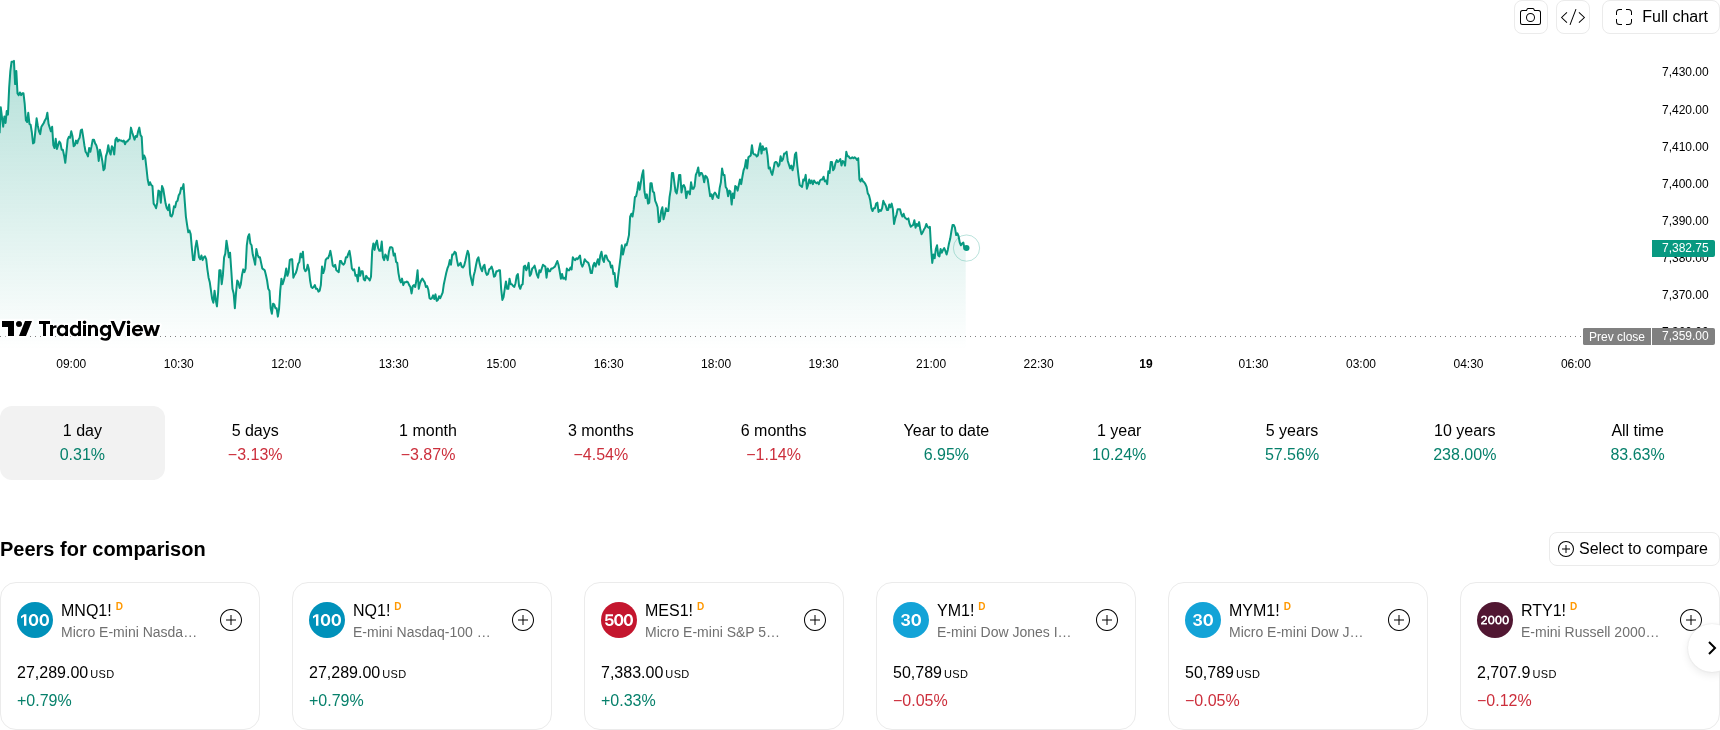 Full chart
7,430.00
7,420.00
7,410.00
7,400.00
7,390.00
7,382.75
7,380.00
7,370.00
TradingView
Prev close 7,359.00
09:00 10:30 12:00 13:30 15:00 16:30 18:00 19:30 21:00 22:30 19 01:30 03:00 04:30 06:00
1 day 5 days 1 month 3 months 6 months Year to date 1 year 5 years 10 years All time
0.31% −3.13% −3.87% −4.54% −1.14% 6.95% 10.24% 57.56% 238.00% 83.63%
Peers for comparison
Select to compare
100 MNQ1! D
Micro E-mini Nasda…
27,289.00 USD
+0.79%
100 NQ1! D
E-mini Nasdaq-100 …
27,289.00 USD
+0.79%
500 MES1! D
Micro E-mini S&P 5…
7,383.00 USD
+0.33%
30 YM1! D
E-mini Dow Jones I…
50,789 USD
−0.05%
30 MYM1! D
Micro E-mini Dow J…
50,789 USD
−0.05%
2000 RTY1! D
E-mini Russell 2000…
2,707.9 USD
−0.12%